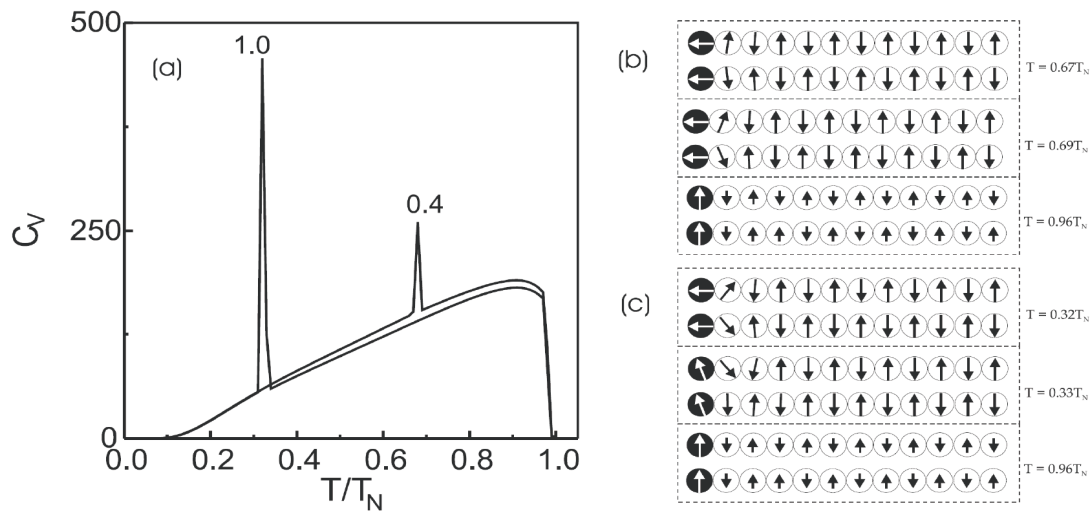 500
1.0
(a)
250
0.4
C_V
0
0.0 0.2 0.4 0.6 0.8 1.0
T/T_N
(b)
T = 0.67T_N
T = 0.69T_N
T = 0.96T_N
(c)
T = 0.32T_N
T = 0.33T_N
T = 0.96T_N